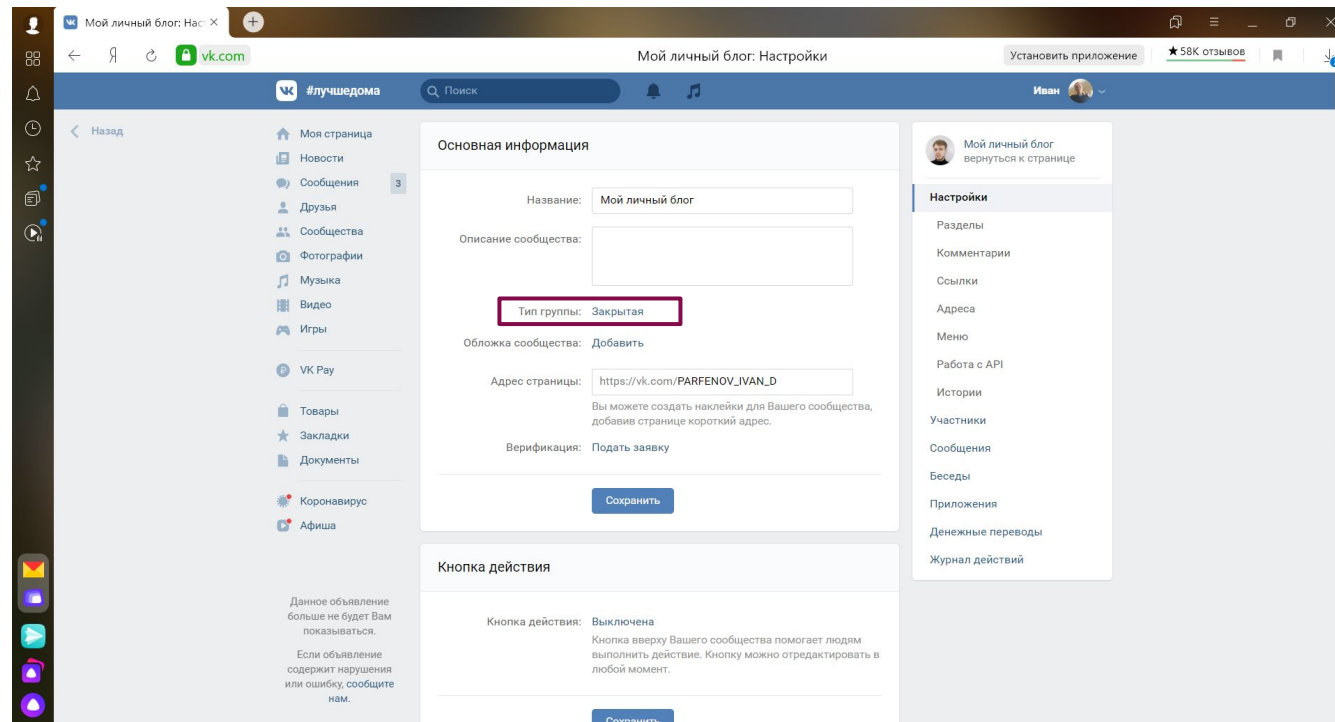 Мой личный блог: Нас
vk.com
Мой личный блог: Настройки
Установить приложение
★ 58К отзывов
#лучшедома
Поиск
Иван
Назад
Моя страница
Новости
Сообщения 3
Друзья
Сообщества
Фотографии
Музыка
Видео
Игры
VK Pay
Товары
Закладки
Документы
Коронавирус
Афиша
Данное объявление
больше не будет Вам
показываться.
Если объявление
содержит нарушения
или ошибку, сообщите
нам.
Основная информация
Название: Мой личный блог
Описание сообщества:
Тип группы: Закрытая
Обложка сообщества: Добавить
Адрес страницы: https://vk.com/PARFENOV_IVAN_D
Вы можете создать наклейки для Вашего сообщества,
добавив странице короткий адрес.
Верификация: Подать заявку
Сохранить
Кнопка действия
Кнопка действия: Выключена
Кнопка вверху Вашего сообщества помогает людям
выполнить действие. Кнопку можно отредактировать в
любой момент.
Сохранить
Мой личный блог
вернуться к странице
Настройки
Разделы
Комментарии
Ссылки
Адреса
Меню
Работа с API
Истории
Участники
Сообщения
Беседы
Приложения
Денежные переводы
Журнал действий